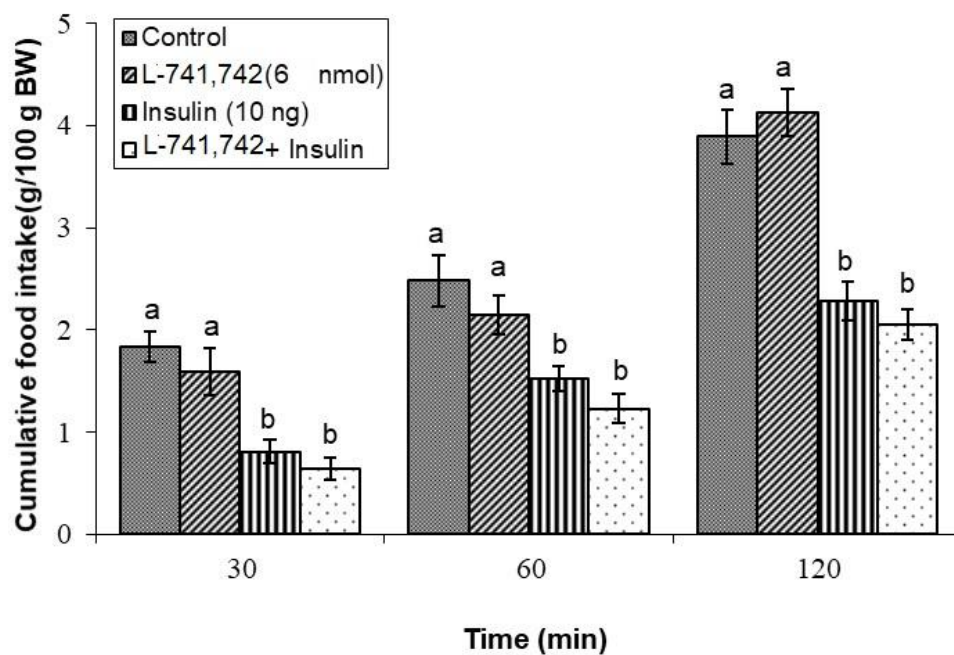 Cumulative food intake(g/100 g BW)
5
4
3
2
1
0
Control
L-741,742(6 nmol)
Insulin (10 ng)
L-741,742+ Insulin
a
a
b
b
a
a
b
b
a
a
b
b
30
60
120
Time (min)